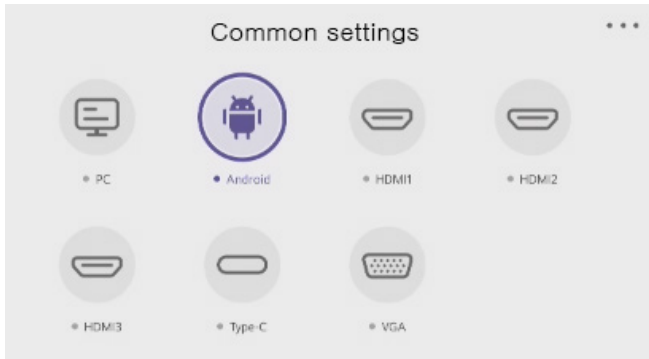 Common settings
PC
Android
HDMI1
HDMI2
HDMI3
Type-C
VGA